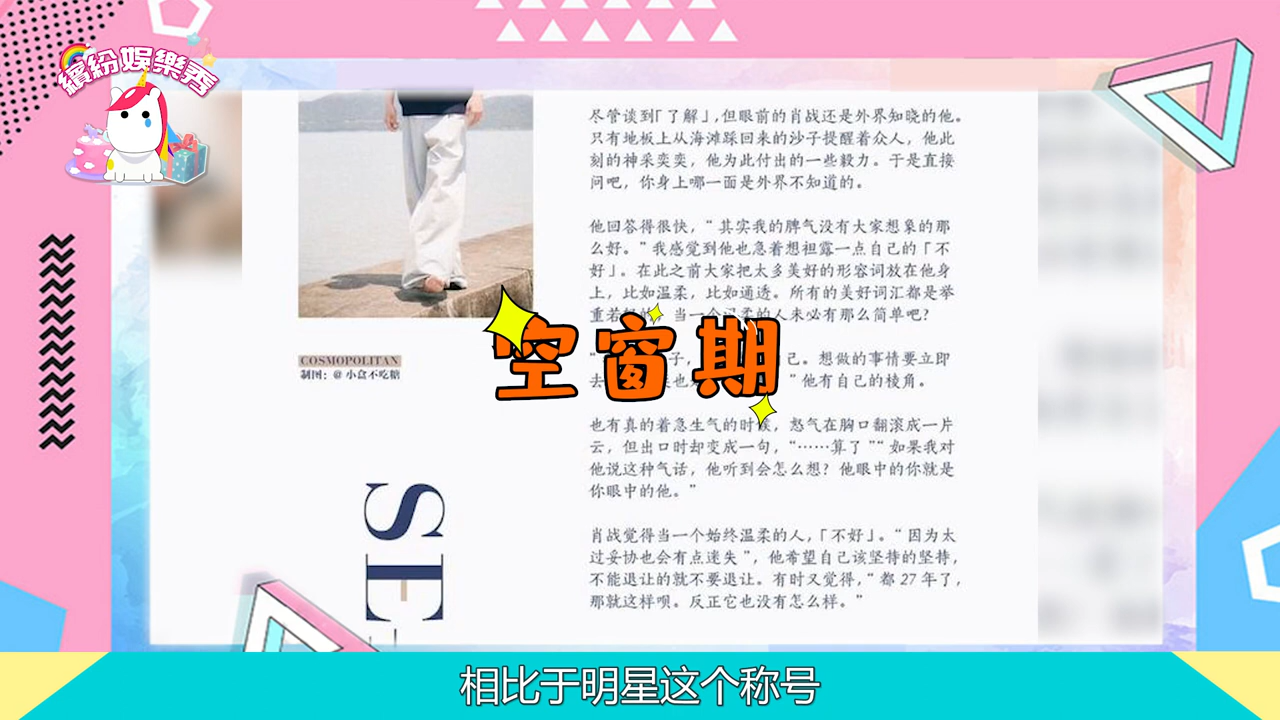 繽紛娛樂秀
尽管谈到「了解」,但眼前的肖战还是外界知晓的他。
只有地板上从海滩踩回来的沙子提醒着众人，他此
刻的神采奕奕，他为此付出的一些毅力。于是直接
问吧，你身上哪一面是外界不知道的。
他回答得很快，“其实我的脾气没有大家想象的那
么好。”我感觉到他也急着想袒露一点自己的「不
好」。在此之前大家把太多美好的形容词放在他身
上，比如温柔，比如通透。所有的美好词汇都是举
重若轻的，当一个温柔的人未必有那么简单吧？
子，
己。想做的事情要立即
去
也
”他有自己的棱角。
也有真的着急生气的时候，怒气在胸口翻滚成一片
云，但出口时却变成一句，“……算了”“如果我对
他说这种气话，他听到会怎么想？他眼中的你就是
你眼中的他。”
肖战觉得当一个始终温柔的人，「不好」。“因为太
过妥协也会有点迷失”，他希望自己该坚持的坚持，
不能退让的就不要退让。有时又觉得，“都 27 年了，
那就这样呗。反正它也没有怎么样。”
COSMOPOLITAN
制图：@小盒不吃糖
SE
空窗期
相比于明星这个称号